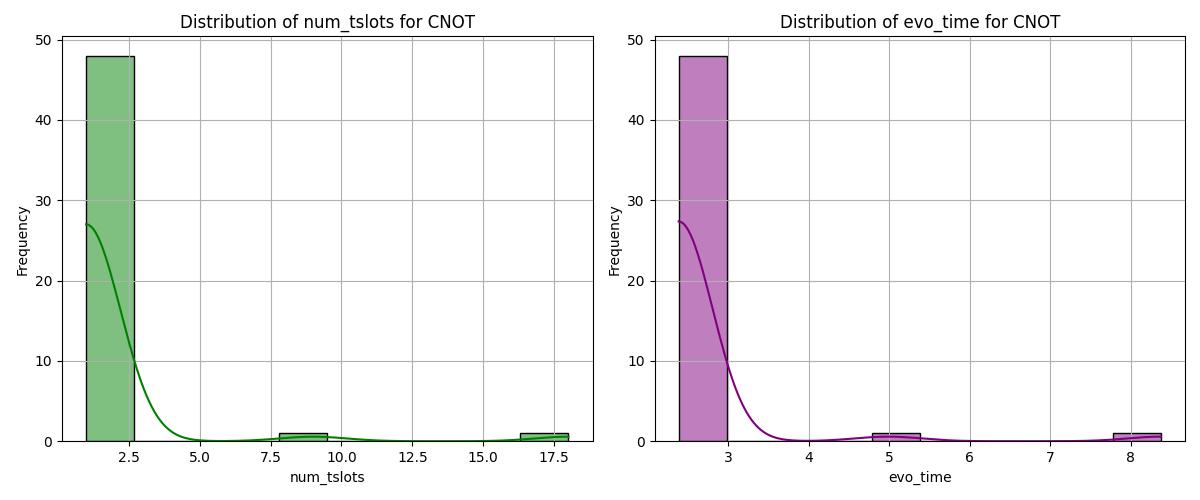 Distribution of num_tslots for CNOT
50
40
30
20
10
0
Frequency
2.5 5.0 7.5 10.0 12.5 15.0 17.5
num_tslots
Distribution of evo_time for CNOT
50
40
30
20
10
0
Frequency
3 4 5 6 7 8
evo_time